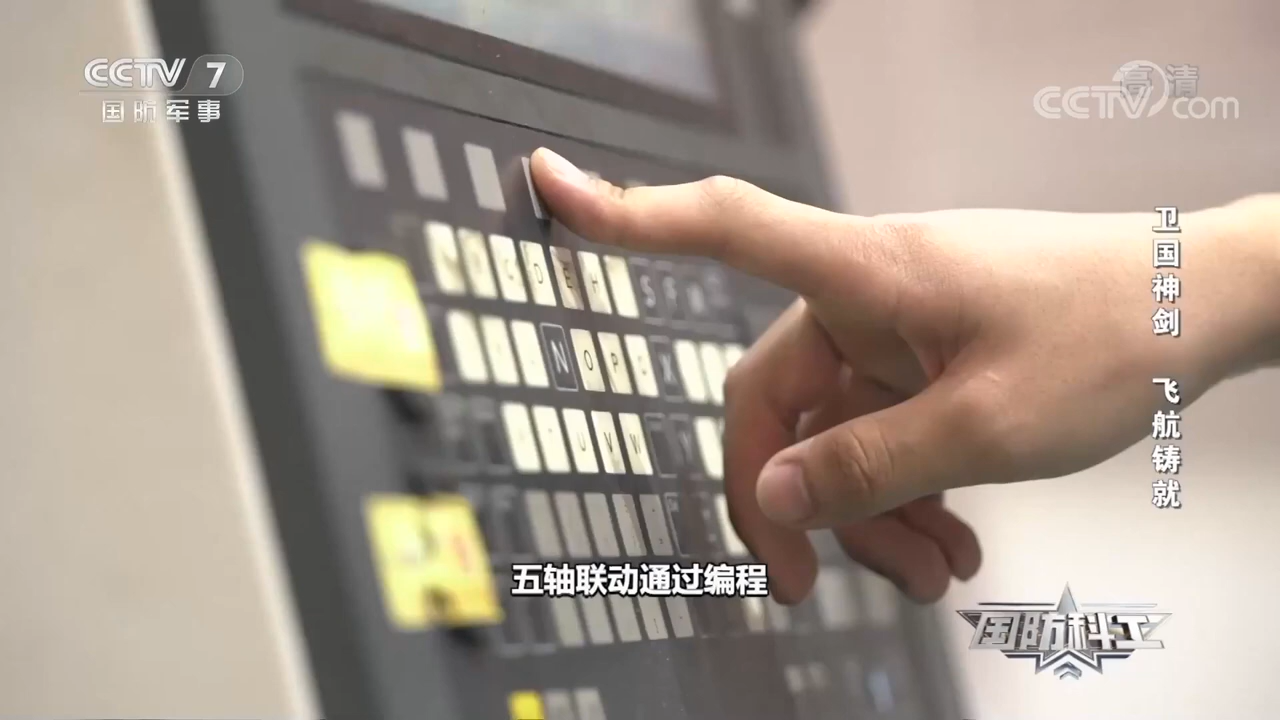 CCTV 7
国防军事
高清
CCTV.com
卫国神剑 飞航铸就
C D E H S F
N O P X
U V W Y
五轴联动通过编程
国防科工